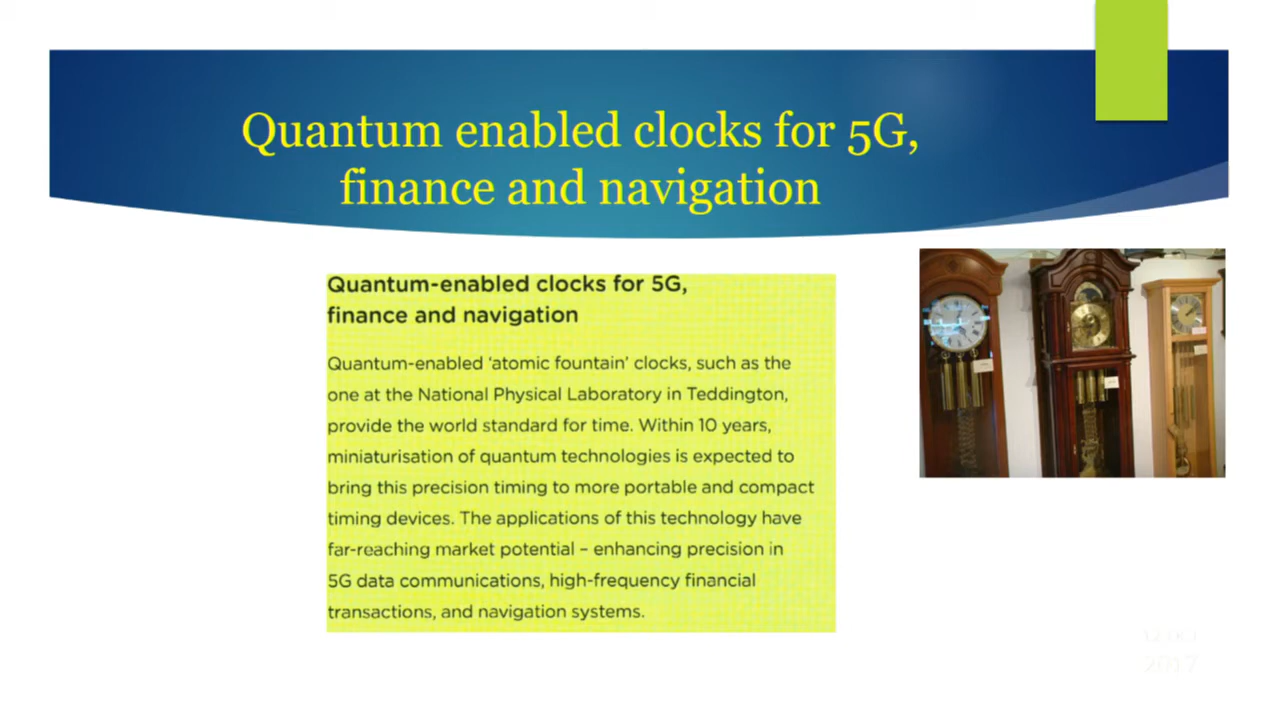 Quantum enabled clocks for 5G,
finance and navigation
Quantum-enabled clocks for 5G,
finance and navigation
Quantum-enabled ‘atomic fountain’ clocks, such as the
one at the National Physical Laboratory in Teddington,
provide the world standard for time. Within 10 years,
miniaturisation of quantum technologies is expected to
bring this precision timing to more portable and compact
timing devices. The applications of this technology have
far-reaching market potential – enhancing precision in
5G data communications, high-frequency financial
transactions, and navigation systems.
2017